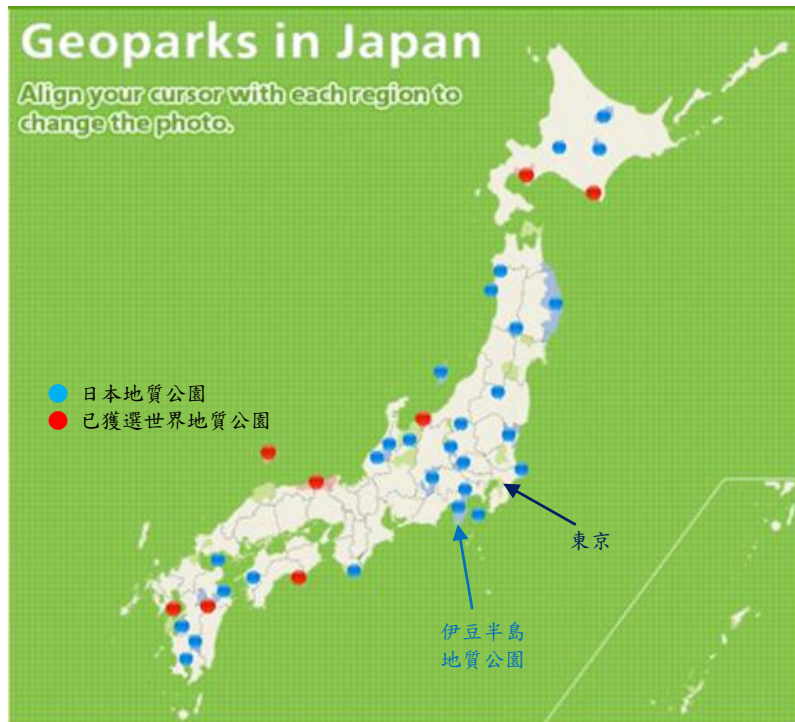 Geoparks in Japan
Align your cursor with each region to
change the photo.
日本地質公園
已獲選世界地質公園
東京
伊豆半島
地質公園